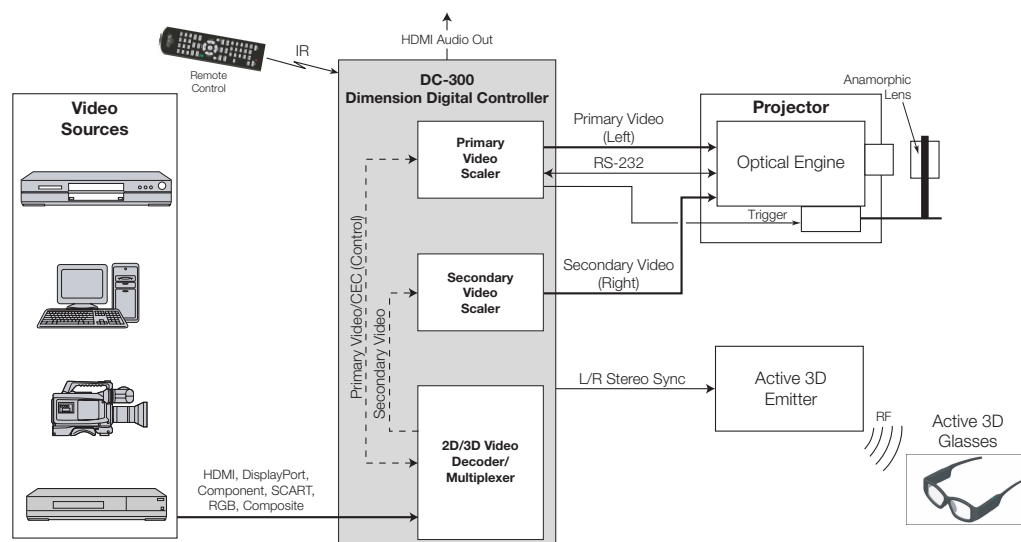 HDMI Audio Out
IR
Remote
Control
DC-300
Dimension Digital Controller
Video
Sources
Primary
Video
Scaler
Primary Video
(Left)
RS-232
Projector
Optical Engine
Trigger
Anamorphic
Lens
Primary Video/CEC (Control)
Secondary Video
Secondary
Video
Scaler
Secondary Video
(Right)
L/R Stereo Sync
Active 3D
Emitter
RF
Active 3D
Glasses
2D/3D Video
Decoder/
Multiplexer
HDMI, DisplayPort,
Component, SCART,
RGB, Composite